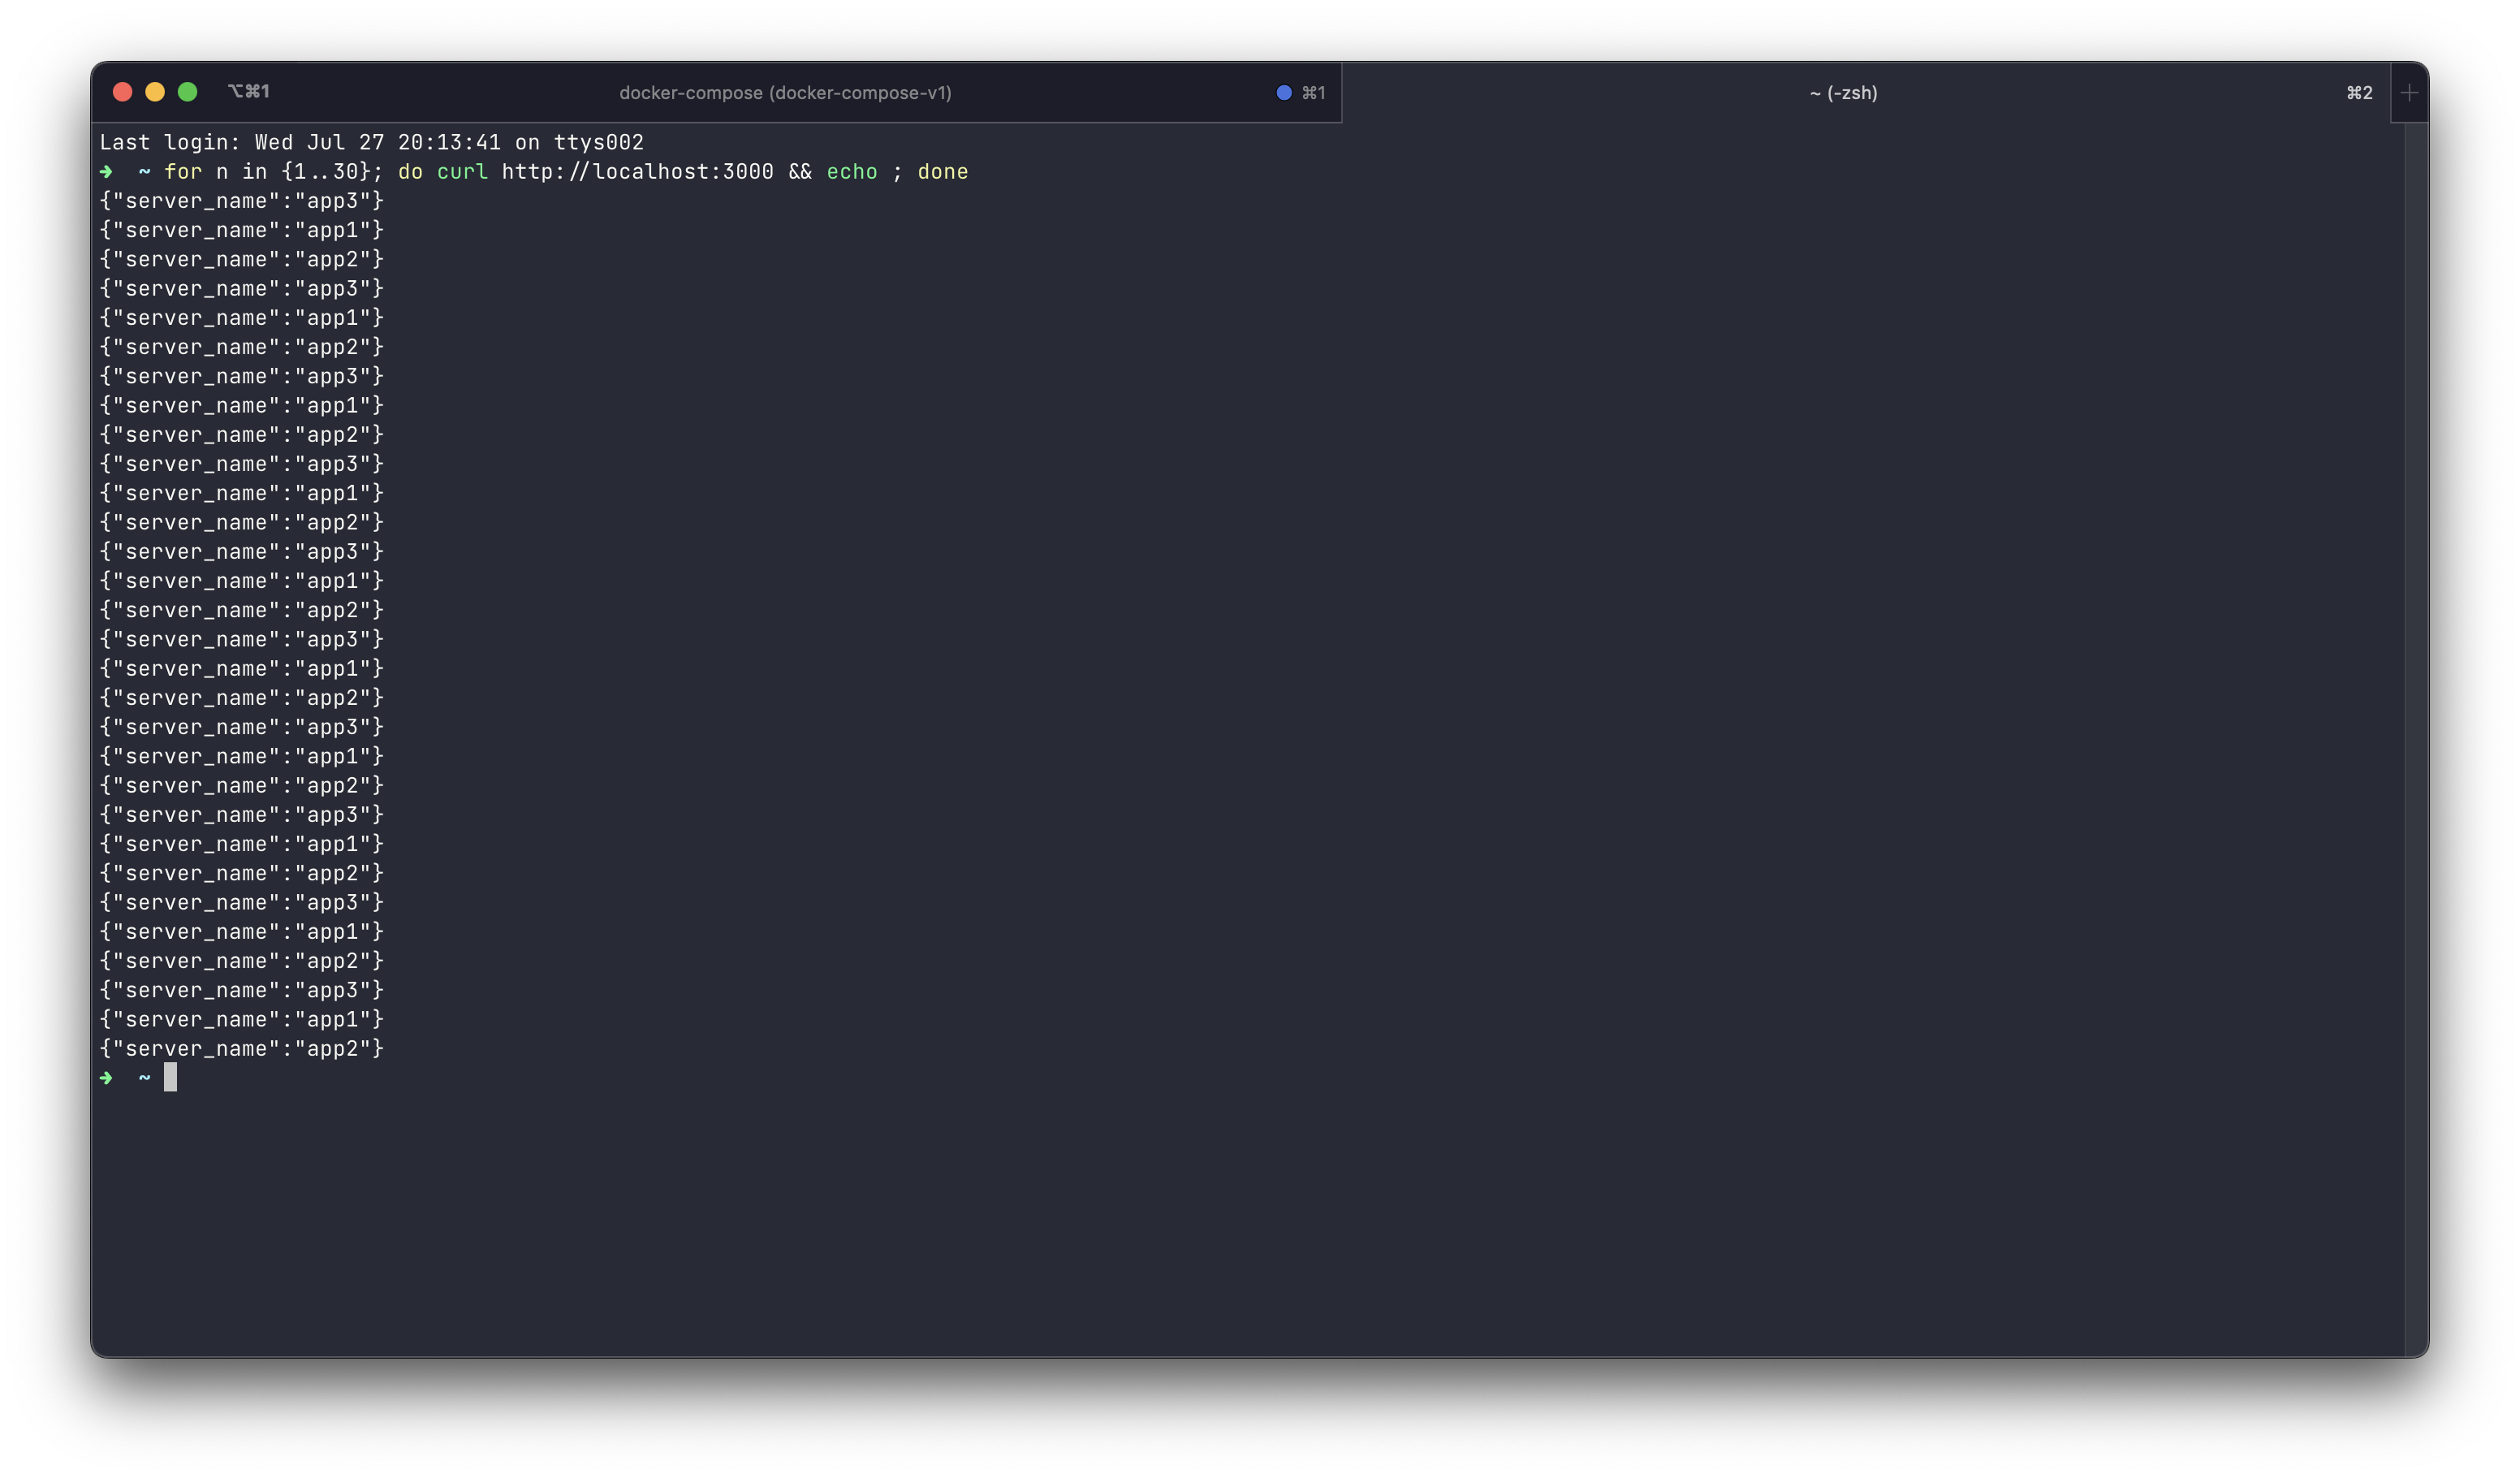 ⌥⌘1 docker-compose (docker-compose-v1) ⌘1 ~ (-zsh) ⌘2
Last login: Wed Jul 27 20:13:41 on ttys002
➜  ~ for n in {1..30}; do curl http://localhost:3000 && echo ; done
{"server_name":"app3"}
{"server_name":"app1"}
{"server_name":"app2"}
{"server_name":"app3"}
{"server_name":"app1"}
{"server_name":"app2"}
{"server_name":"app3"}
{"server_name":"app1"}
{"server_name":"app2"}
{"server_name":"app3"}
{"server_name":"app1"}
{"server_name":"app2"}
{"server_name":"app3"}
{"server_name":"app1"}
{"server_name":"app2"}
{"server_name":"app3"}
{"server_name":"app1"}
{"server_name":"app2"}
{"server_name":"app3"}
{"server_name":"app1"}
{"server_name":"app2"}
{"server_name":"app3"}
{"server_name":"app1"}
{"server_name":"app2"}
{"server_name":"app3"}
{"server_name":"app1"}
{"server_name":"app2"}
{"server_name":"app3"}
{"server_name":"app1"}
{"server_name":"app2"}
➜  ~